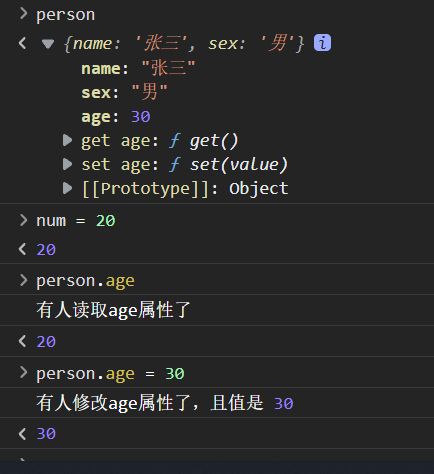 person
{name: '张三', sex: '男'} i
name: "张三"
sex: "男"
age: 30
get age: ƒ get()
set age: ƒ set(value)
[[Prototype]]: Object
num = 20
20
person.age
有人读取age属性了
20
person.age = 30
有人修改age属性了，且值是 30
30